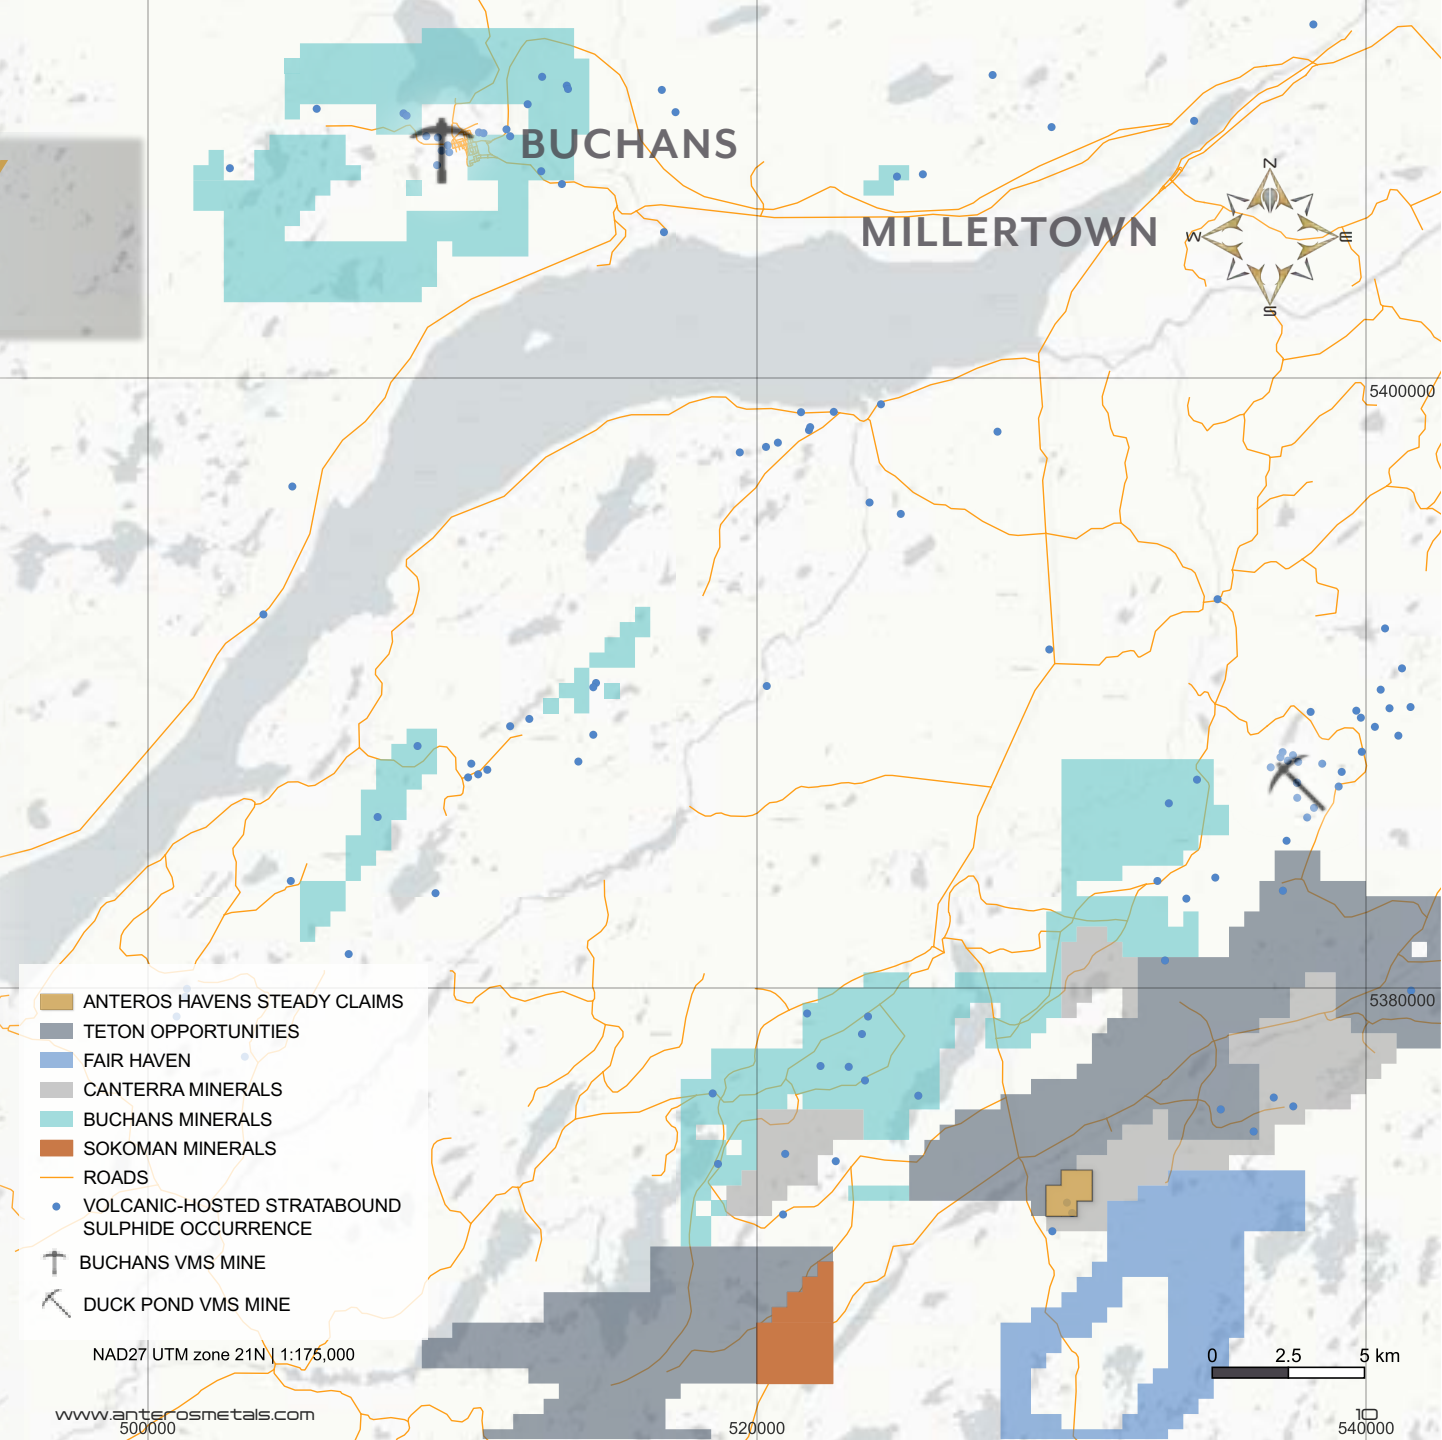 BUCHANS
N
MILLERTOWN
W
E
S
5400000
5380000
ANTEROS HAVENS STEADY CLAIMS
TETON OPPORTUNITIES
FAIR HAVEN
CANTERRA MINERALS
BUCHANS MINERALS
SOKOMAN MINERALS
ROADS
VOLCANIC-HOSTED STRATABOUND
SULPHIDE OCCURRENCE
BUCHANS VMS MINE
DUCK POND VMS MINE
NAD27 UTM zone 21N | 1:175,000
0 2.5 5 km
www.anterosmetals.com
10
500000
520000
540000